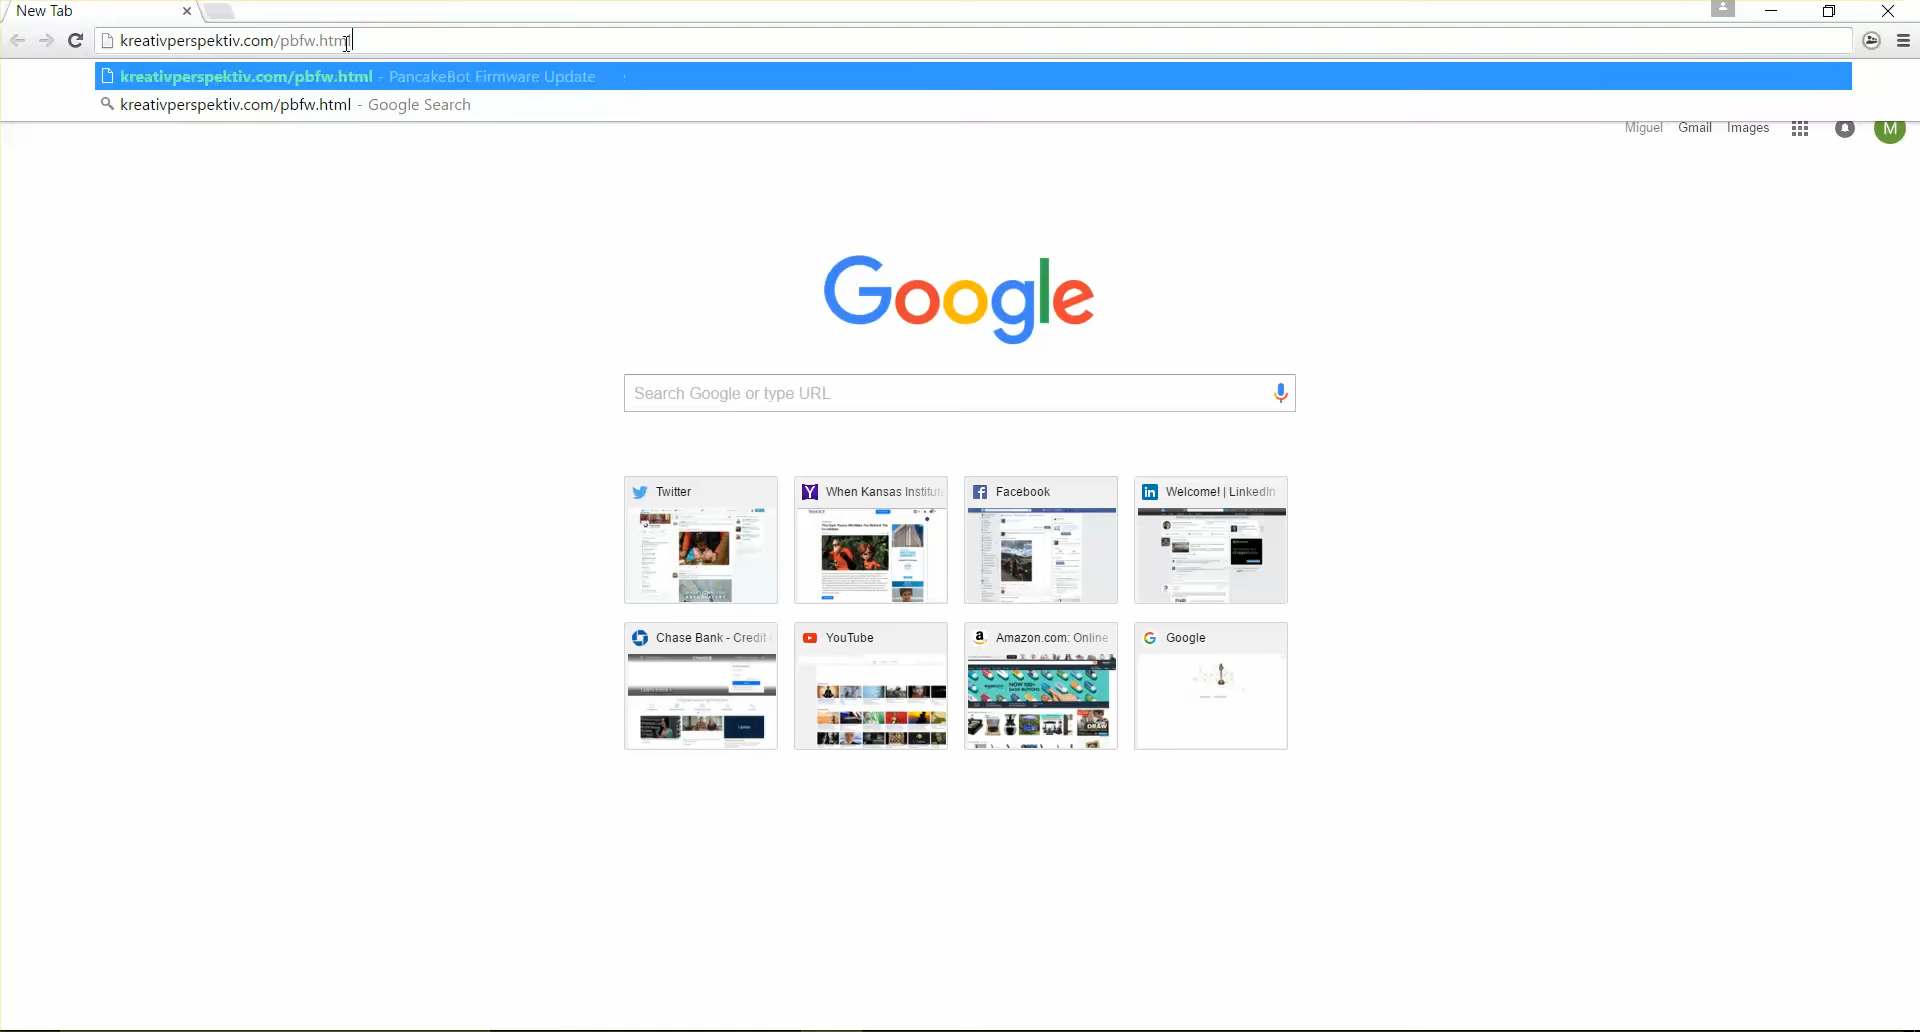 New Tab
kreativperspektiv.com/pbfw.html
kreativperspektiv.com/pbfw.html - PancakeBot Firmware Update
kreativperspektiv.com/pbfw.html - Google Search
Miguel Gmail Images M
Google
Search Google or type URL
Twitter
When Kansas Institut
Facebook
Welcome! | LinkedIn
Chase Bank - Credit
YouTube
Amazon.com: Online
Google